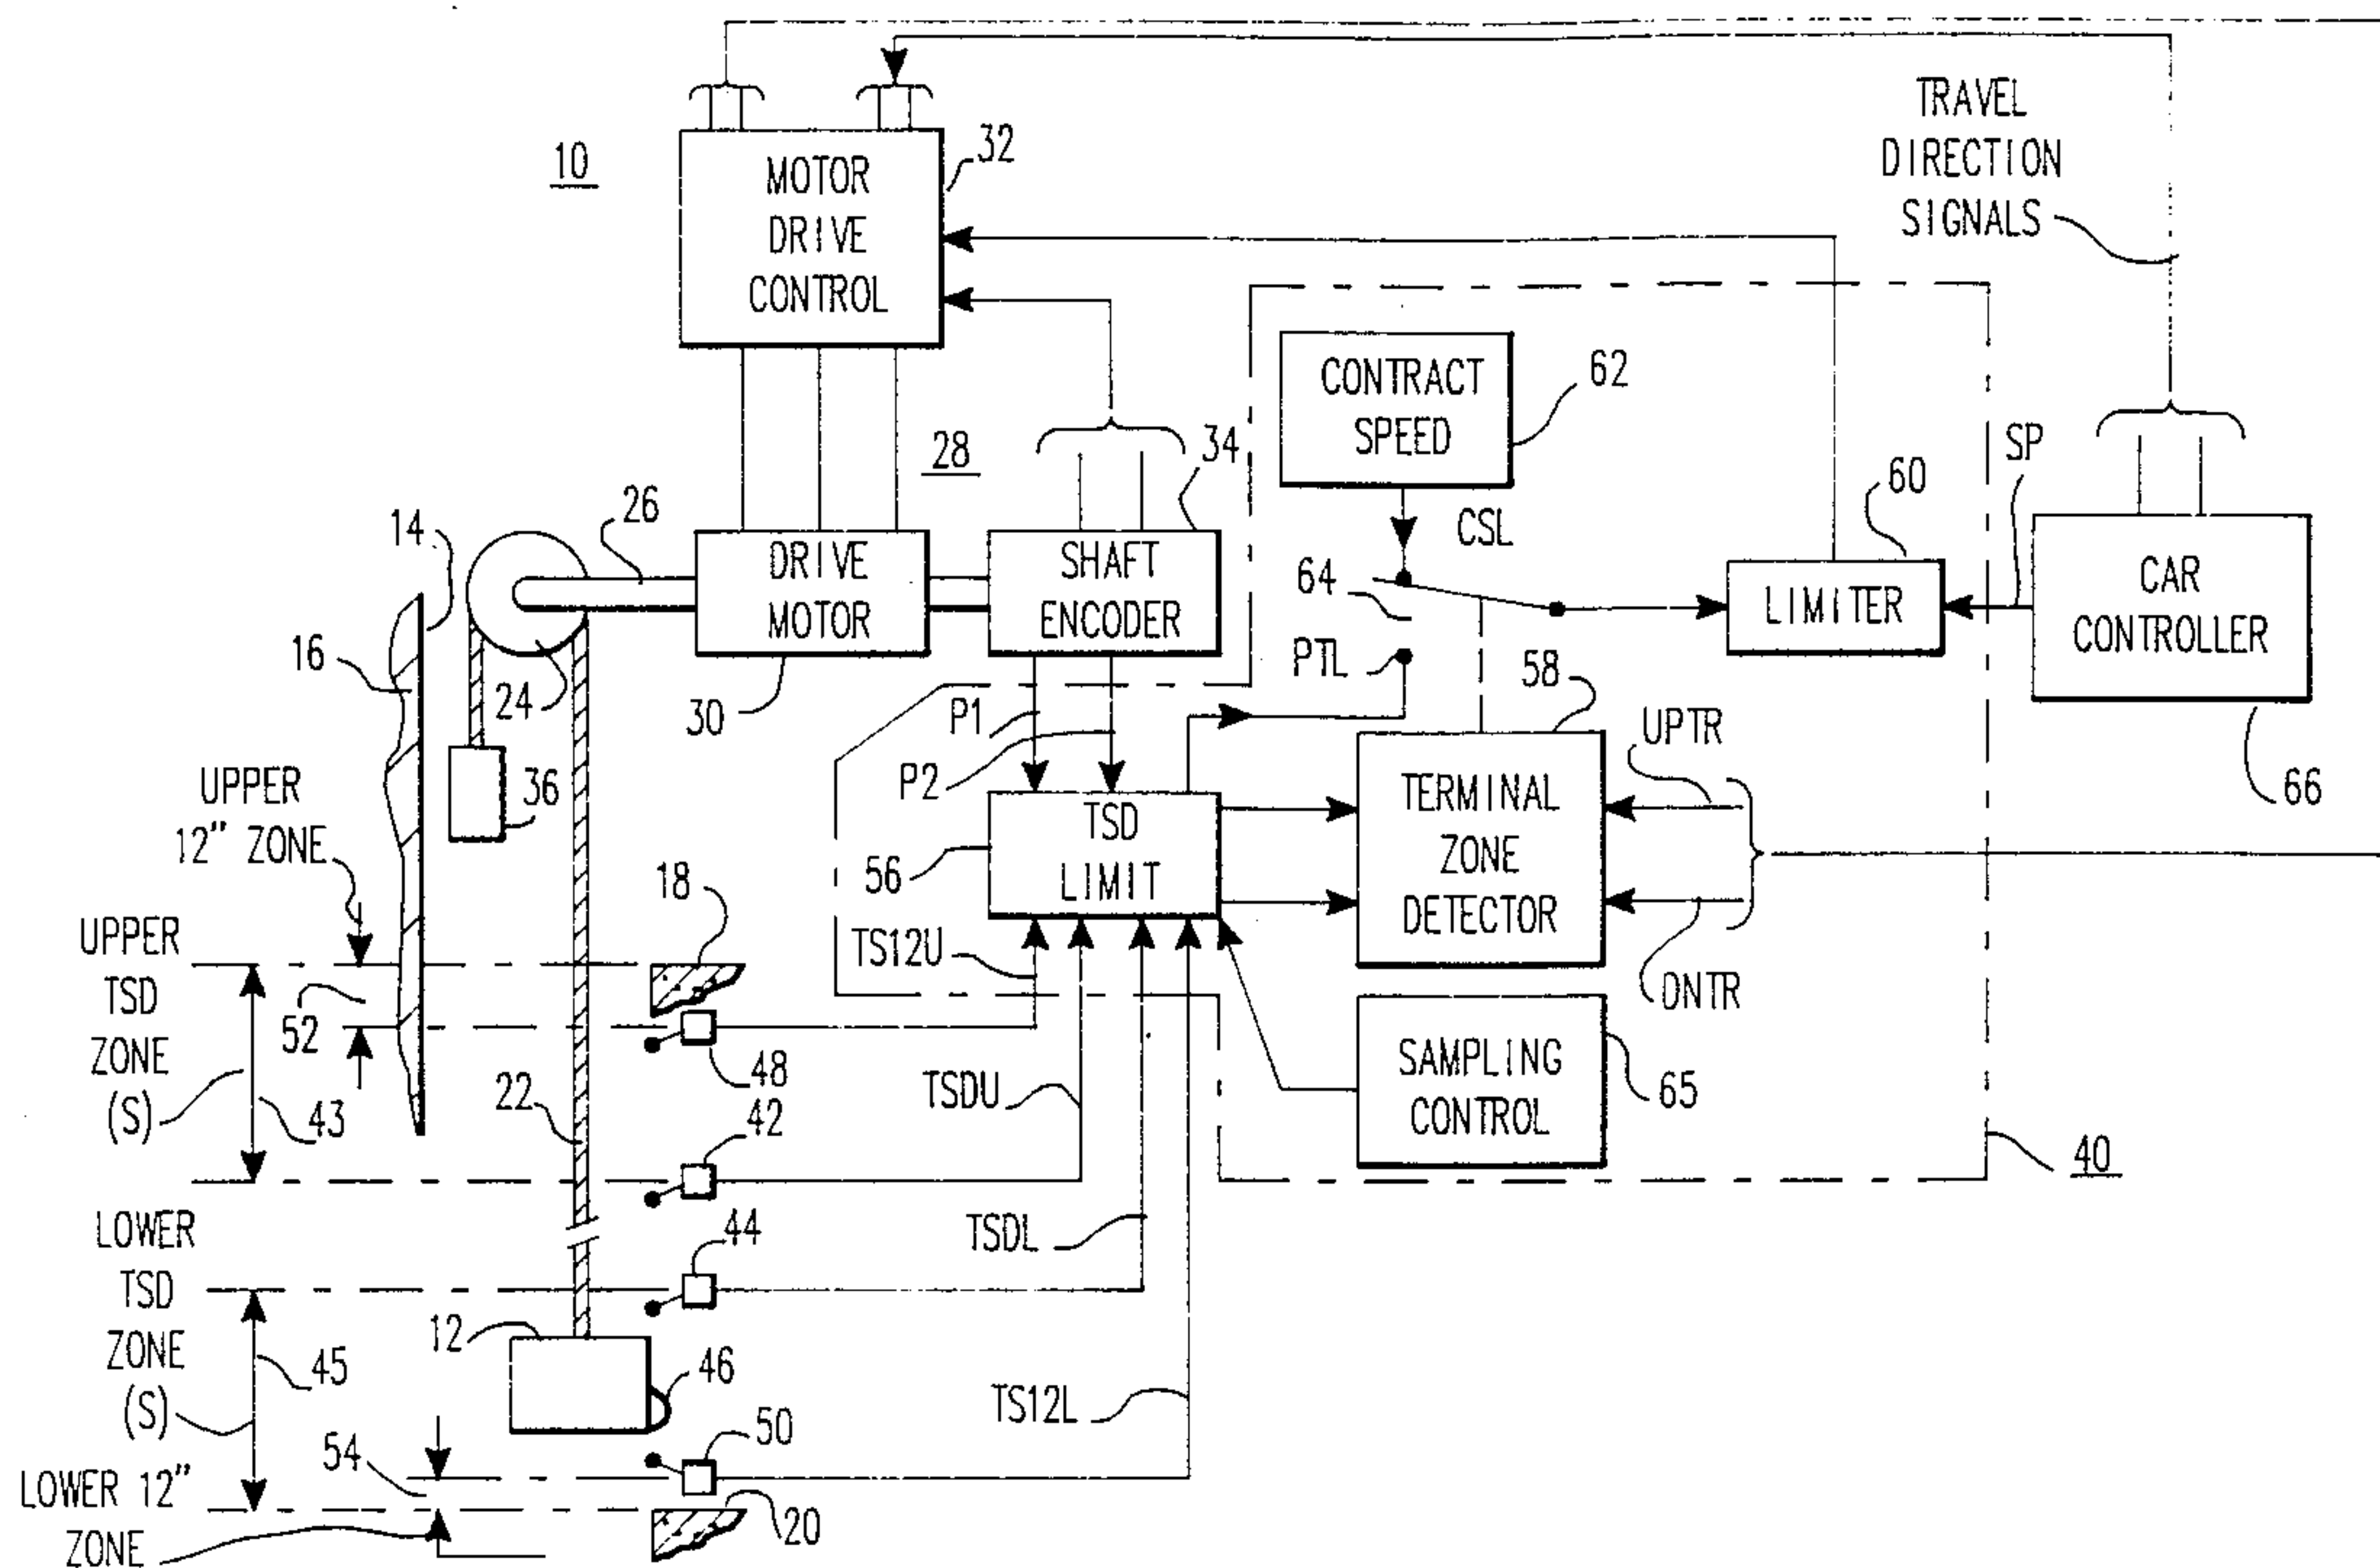 10
MOTOR
DRIVE
CONTROL
32
TRAVEL
DIRECTION
SIGNALS
CONTRACT
SPEED
62
28
34
26
14
DRIVE
MOTOR
SHAFT
ENCODER
CSL
64
PTL
60
LIMITER
SP
CAR
CONTROLLER
66
16
24
30
P1
P2
58
36
UPPER
12" ZONE
TSD
LIMIT
56
TERMINAL
ZONE
DETECTOR
UPTR
DNTR
18
UPPER
TSD
ZONE
(S)
52
43
TS12U
48
22
TSDU
42
SAMPLING
CONTROL
65
40
LOWER
TSD
ZONE
(S)
45
44
TSDL
12
46
50
TS12L
54
LOWER 12"
ZONE
20